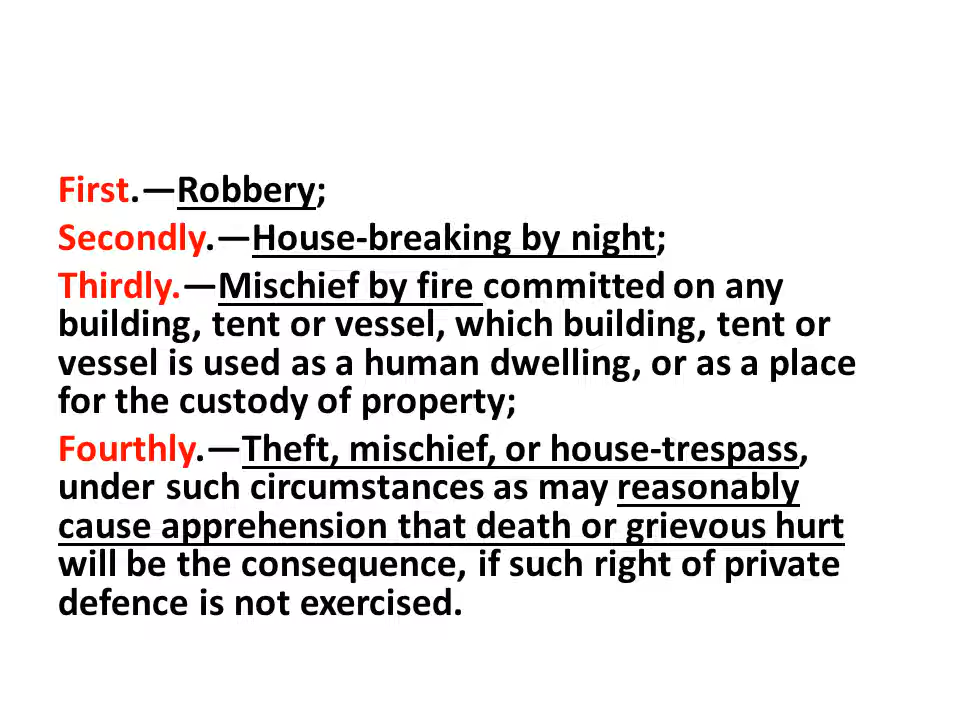 First.—Robbery;
Secondly.—House-breaking by night;
Thirdly.—Mischief by fire committed on any
building, tent or vessel, which building, tent or
vessel is used as a human dwelling, or as a place
for the custody of property;
Fourthly.—Theft, mischief, or house-trespass,
under such circumstances as may reasonably
cause apprehension that death or grievous hurt
will be the consequence, if such right of private
defence is not exercised.